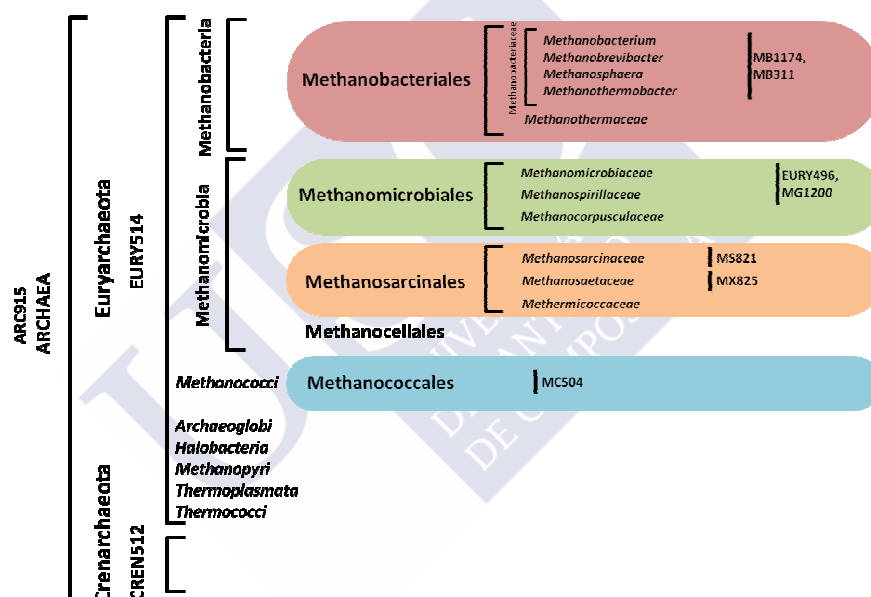 ARC915
ARCHAEA
Euryarchaeota
EURY514
Methanobacteria
Methanobacteriales
Methanobacteriaceae
Methanobacterium
Methanobrevibacter
Methanosphaera
Methanothermobacter
Methanothermaceae
MB1174,
MB311
Methanomicrobia
Methanomicrobiales
Methanomicrobiaceae
Methanospirillaceae
Methanocorpusculaceae
EURY496,
MG1200
Methanosarcinales
Methanosarcinaceae
Methanosaetaceae
Methermicoccaceae
MS821
MX825
Methanocellales
Methanococci
Methanococcales
MC504
Archaeoglobi
Halobacteria
Methanopyri
Thermoplasmata
Thermococci
Crenarchaeota
CREN512